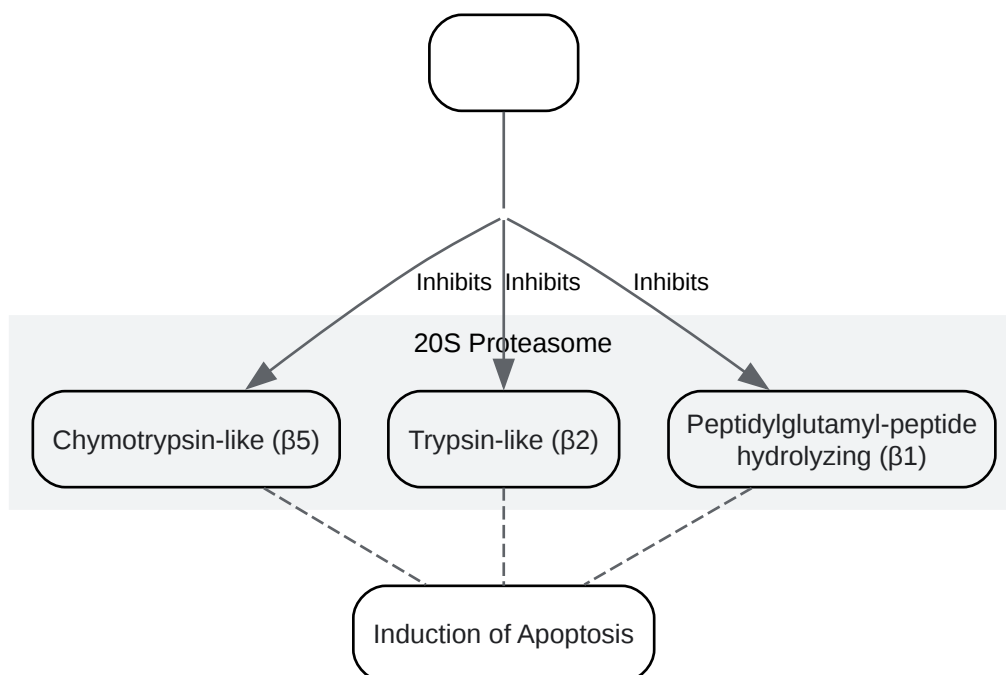 Inhibits Inhibits Inhibits
20S Proteasome
Chymotrypsin-like (β5)
Trypsin-like (β2)
Peptidylglutamyl-peptide
hydrolyzing (β1)
Induction of Apoptosis